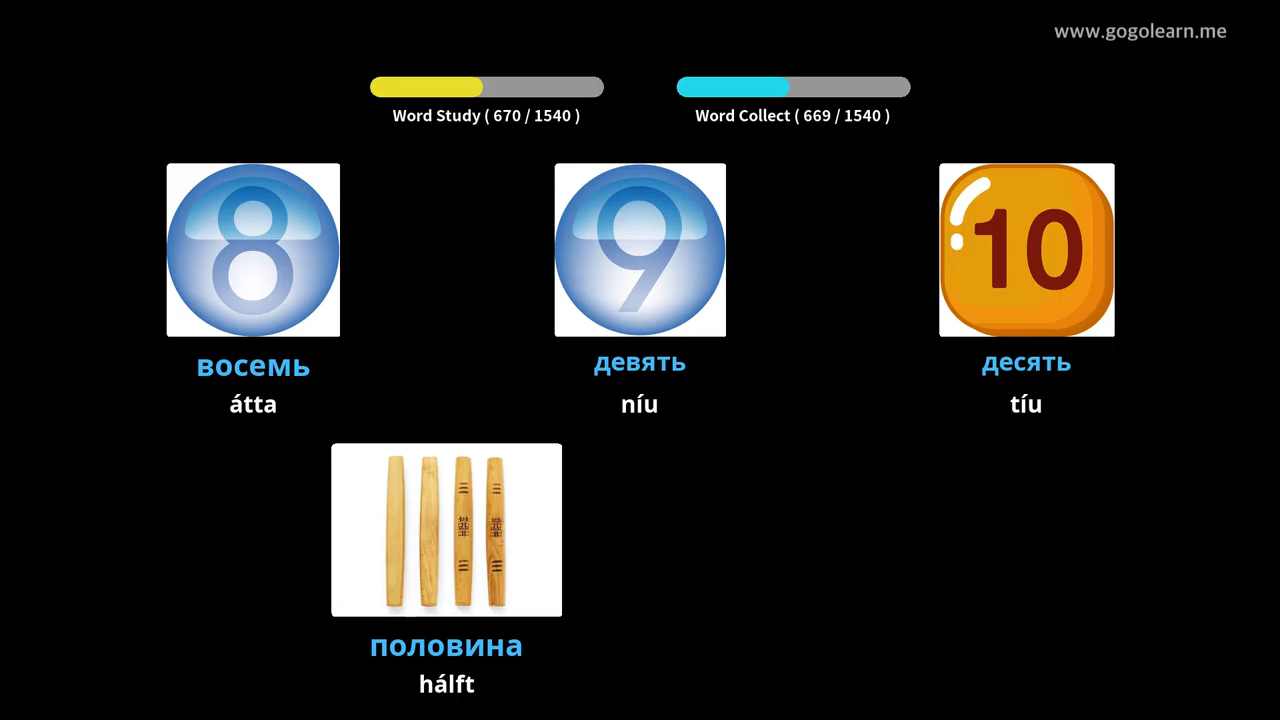 www.gogolearn.me
Word Study ( 670 / 1540 )
Word Collect ( 669 / 1540 )
8
9
10
восемь
девять
десять
átta
níu
tíu
половина
hálft